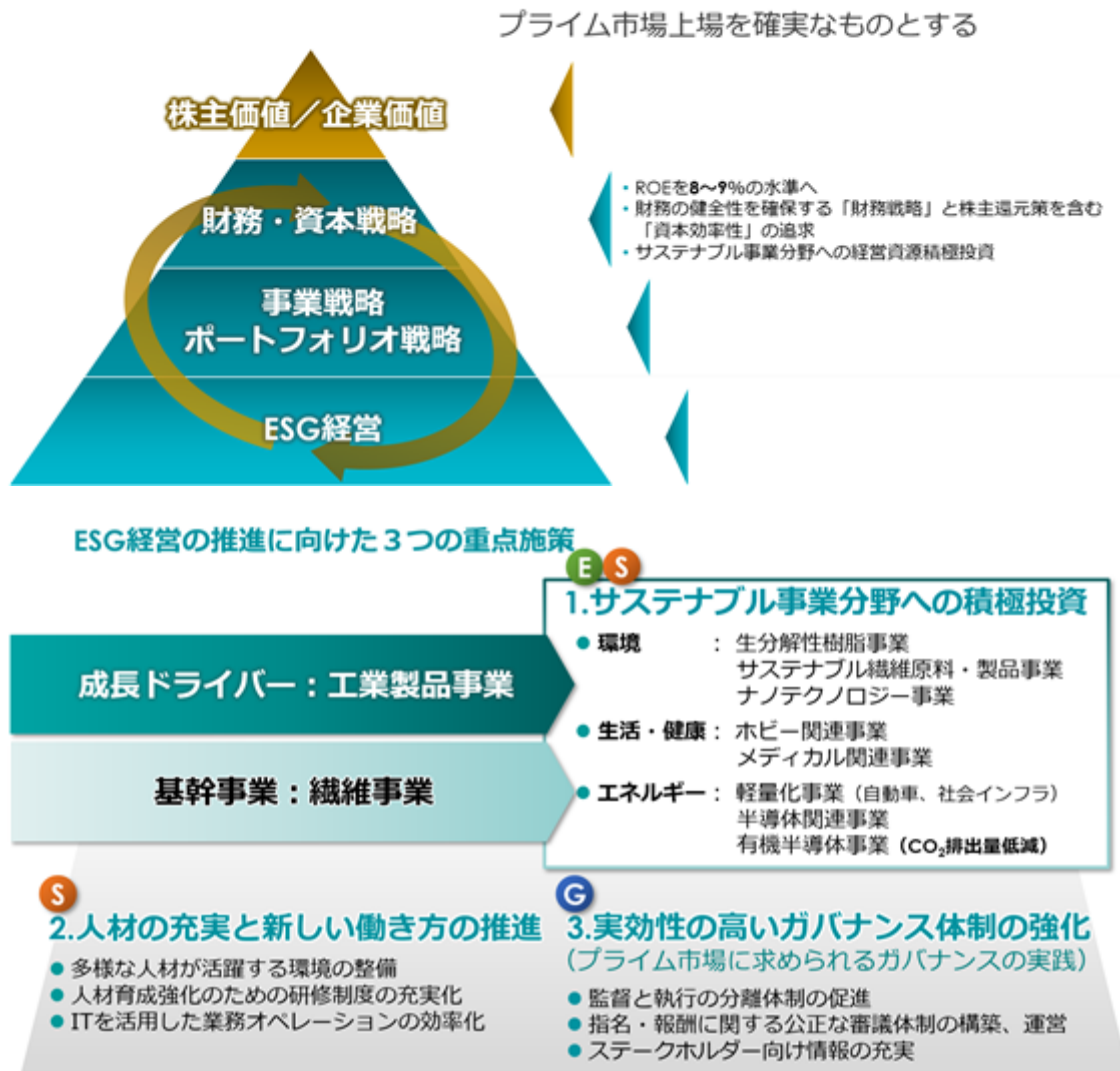 プライム市場上場を確実なものとする
株主価値／企業価値
財務・資本戦略
・ROEを8〜9%の水準へ
・財務の健全性を確保する「財務戦略」と株主還元策を含む
「資本効率性」の追求
・サステナブル事業分野への経営資源積極投資
事業戦略
ポートフォリオ戦略
ESG経営
ESG経営の推進に向けた３つの重点施策
E S
1.サステナブル事業分野への積極投資
● 環境 ： 生分解性樹脂事業
サステナブル繊維原料・製品事業
ナノテクノロジー事業
● 生活・健康： ホビー関連事業
メディカル関連事業
● エネルギー： 軽量化事業（自動車、社会インフラ）
半導体関連事業
有機半導体事業（CO₂排出量低減）
成長ドライバー：工業製品事業
基幹事業：繊維事業
S
2.人材の充実と新しい働き方の推進
● 多様な人材が活躍する環境の整備
● 人材育成強化のための研修制度の充実化
● ITを活用した業務オペレーションの効率化
G
3.実効性の高いガバナンス体制の強化
（プライム市場に求められるガバナンスの実践）
● 監督と執行の分離体制の促進
● 指名・報酬に関する公正な審議体制の構築、運営
● ステークホルダー向け情報の充実